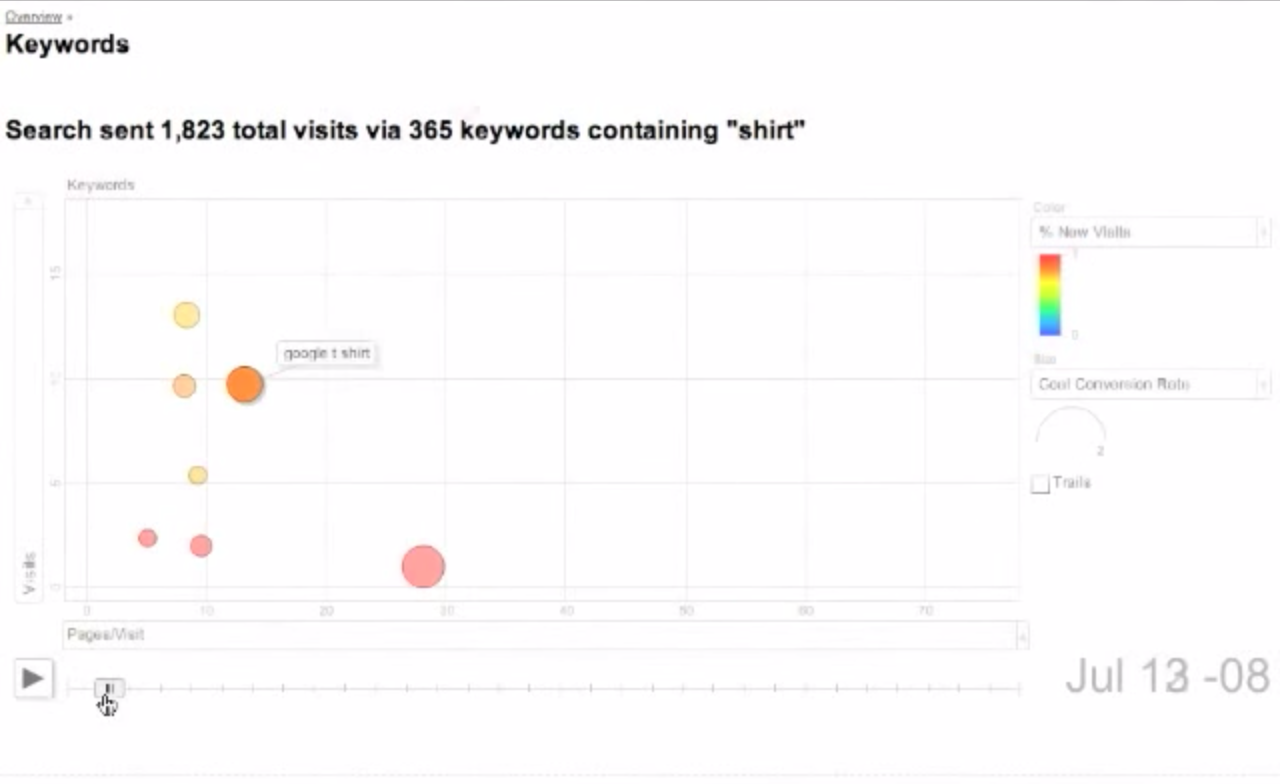 Overview »
Keywords
Search sent 1,823 total visits via 365 keywords containing "shirt"
Keywords
Color
% New Visits
1
0
15
10
5
0
google t shirt
Size
Goal Conversion Rate
2
Trails
Visits
0 10 20 30 40 50 60 70
Pages/Visit
Jul -08